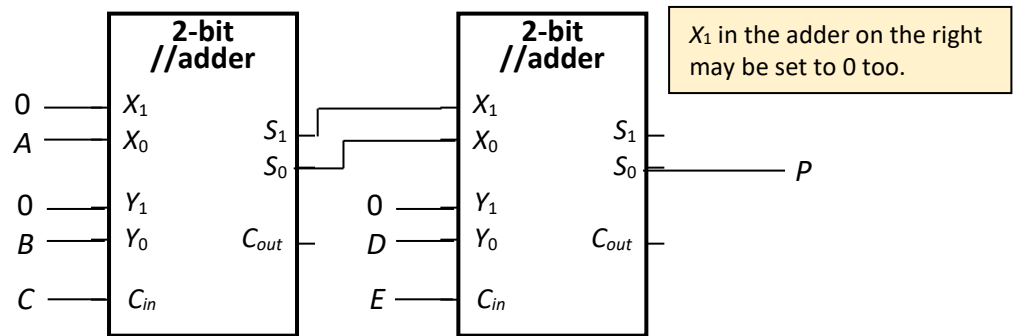 2-bit
//adder
0 X1
A X0
S1
S0
0 Y1
B Y0
Cout
C Cin
2-bit
//adder
X1
X0
S1
S0
P
0 Y1
D Y0
Cout
E Cin
X1 in the adder on the right
may be set to 0 too.